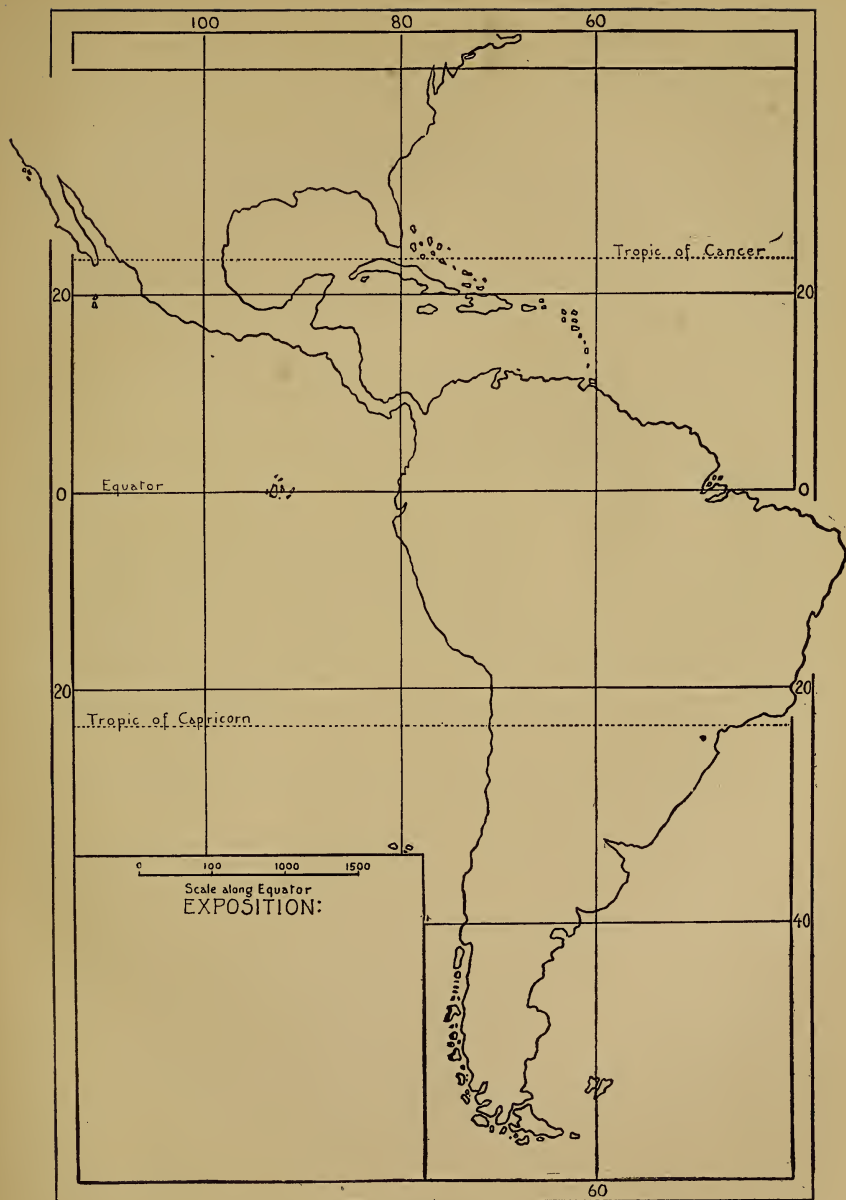 100 80 60
Tropic of Cancer
20 20
Equator
0 0
20 20
Tropic of Capricorn
0 100 1000 1500
Scale along Equator
EXPOSITION:
40
60